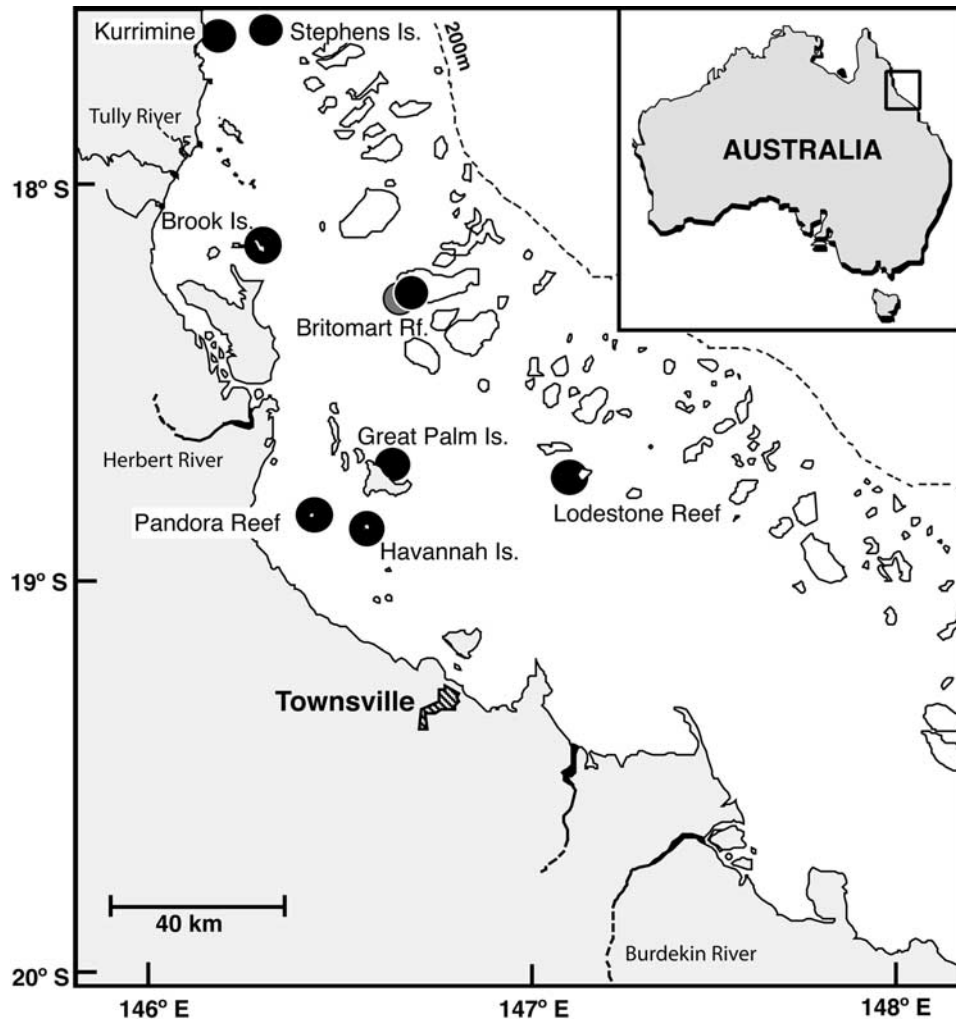 Kurrimine
Stephens Is.
200m
Tully River
AUSTRALIA
18° S
Brook Is.
Britomart Rf.
Great Palm Is.
Herbert River
Pandora Reef
Lodestone Reef
Havannah Is.
19° S
Townsville
40 km
Burdekin River
20° S
146° E
147° E
148° E